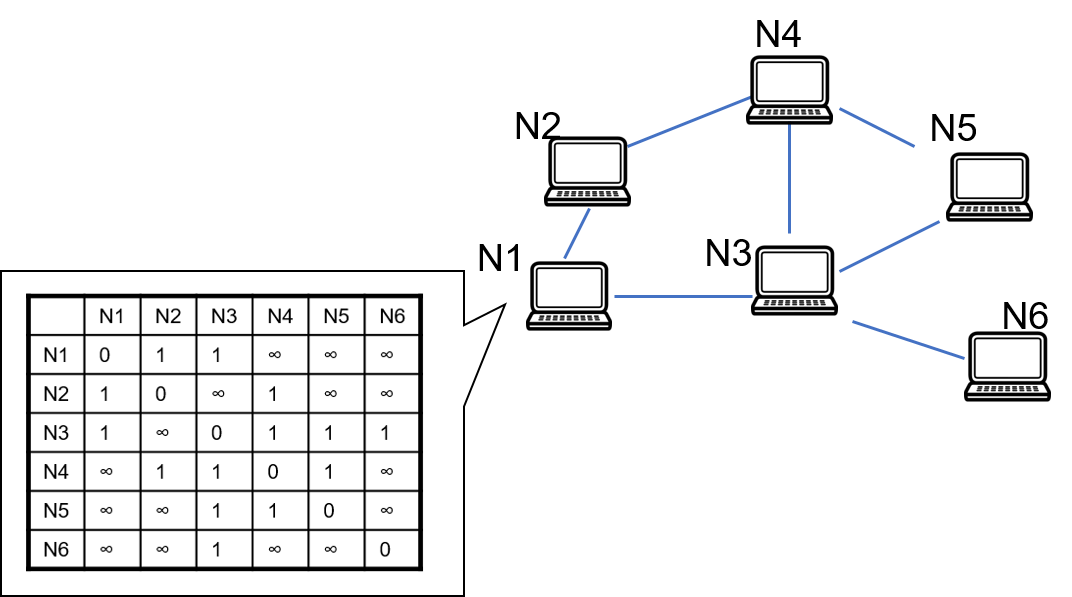 N4
N2
N5
N1
N3
N6
N1 N2 N3 N4 N5 N6
N1 0 1 1 ∞ ∞ ∞
N2 1 0 ∞ 1 ∞ ∞
N3 1 ∞ 0 1 1 1
N4 ∞ 1 1 0 1 ∞
N5 ∞ ∞ 1 1 0 ∞
N6 ∞ ∞ 1 ∞ ∞ 0